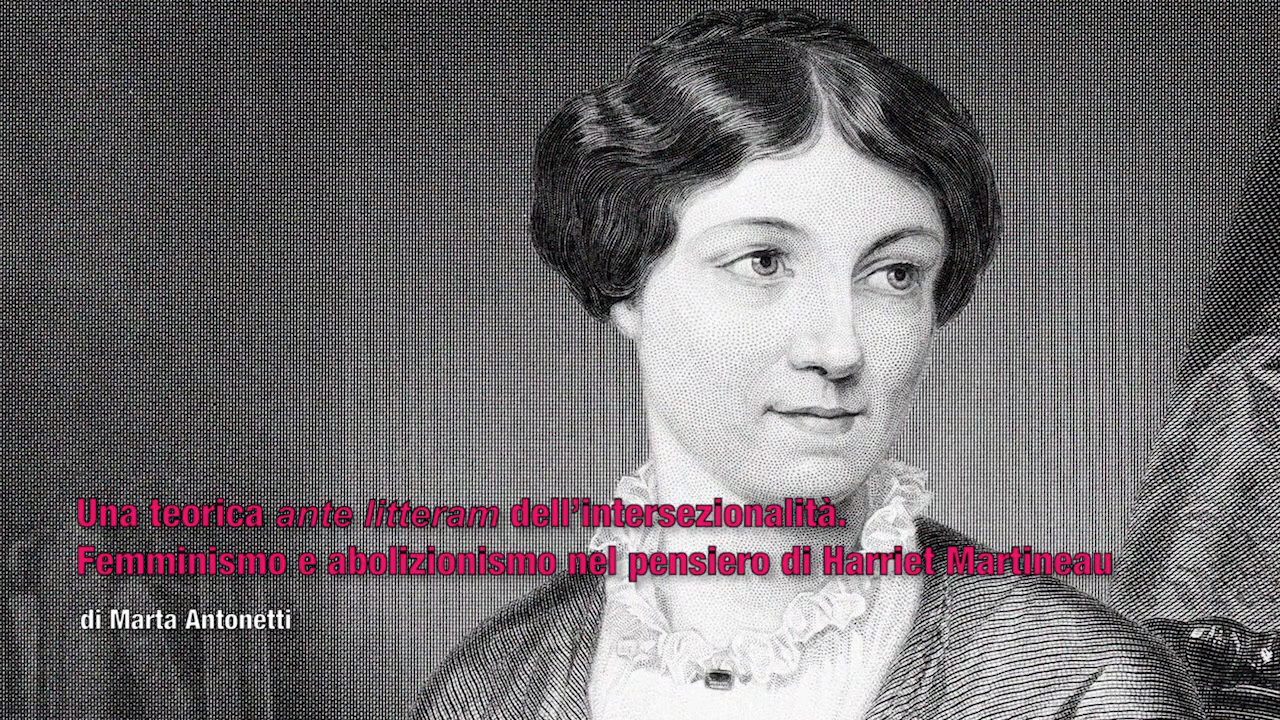 Una teorica ante litteram dell’intersezionalità.
Femminismo e abolizionismo nel pensiero di Harriet Martineau
di Marta Antonetti